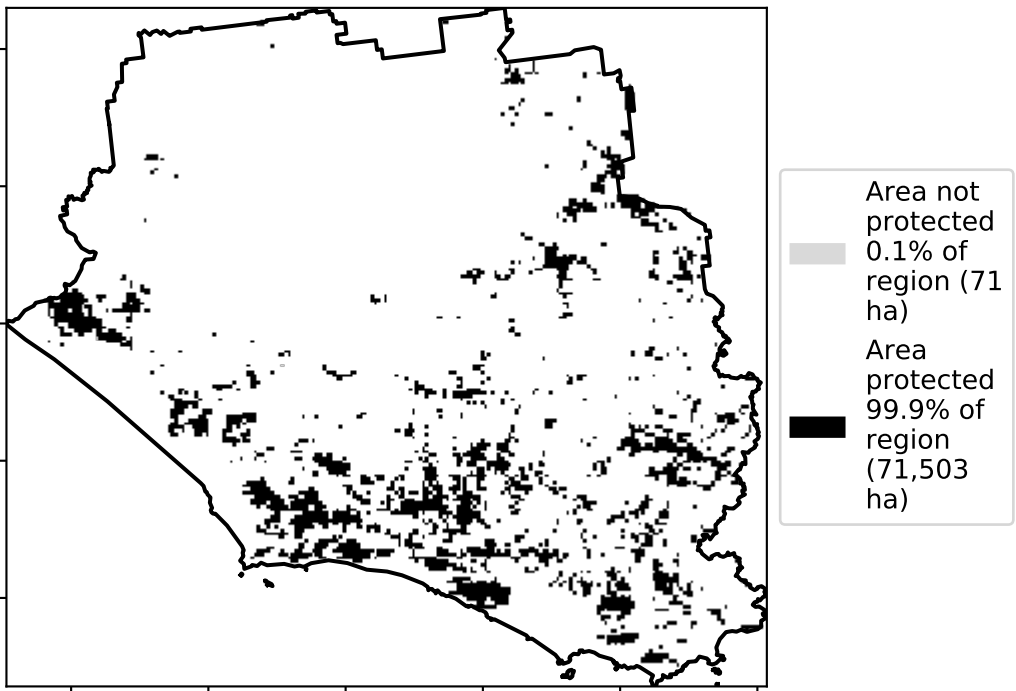 Area not
protected
0.1% of
region (71
ha)
Area
protected
99.9% of
region
(71,503
ha)